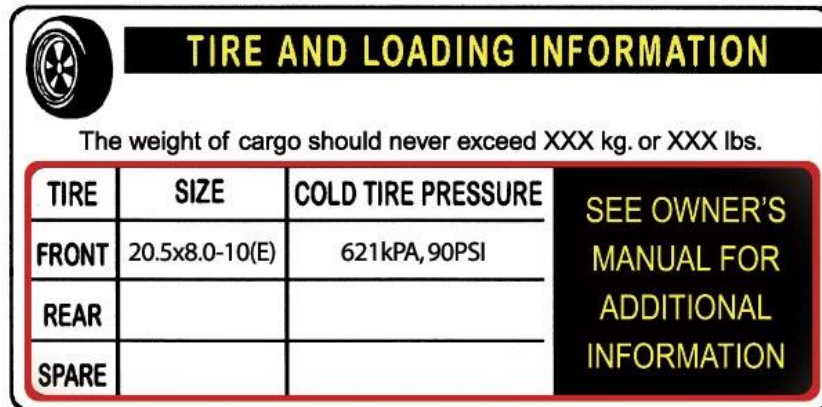 TIRE AND LOADING INFORMATION
The weight of cargo should never exceed XXX kg. or XXX lbs.
TIRE SIZE COLD TIRE PRESSURE
FRONT 20.5x8.0-10(E) 621kPA, 90PSI
REAR
SPARE
SEE OWNER'S
MANUAL FOR
ADDITIONAL
INFORMATION